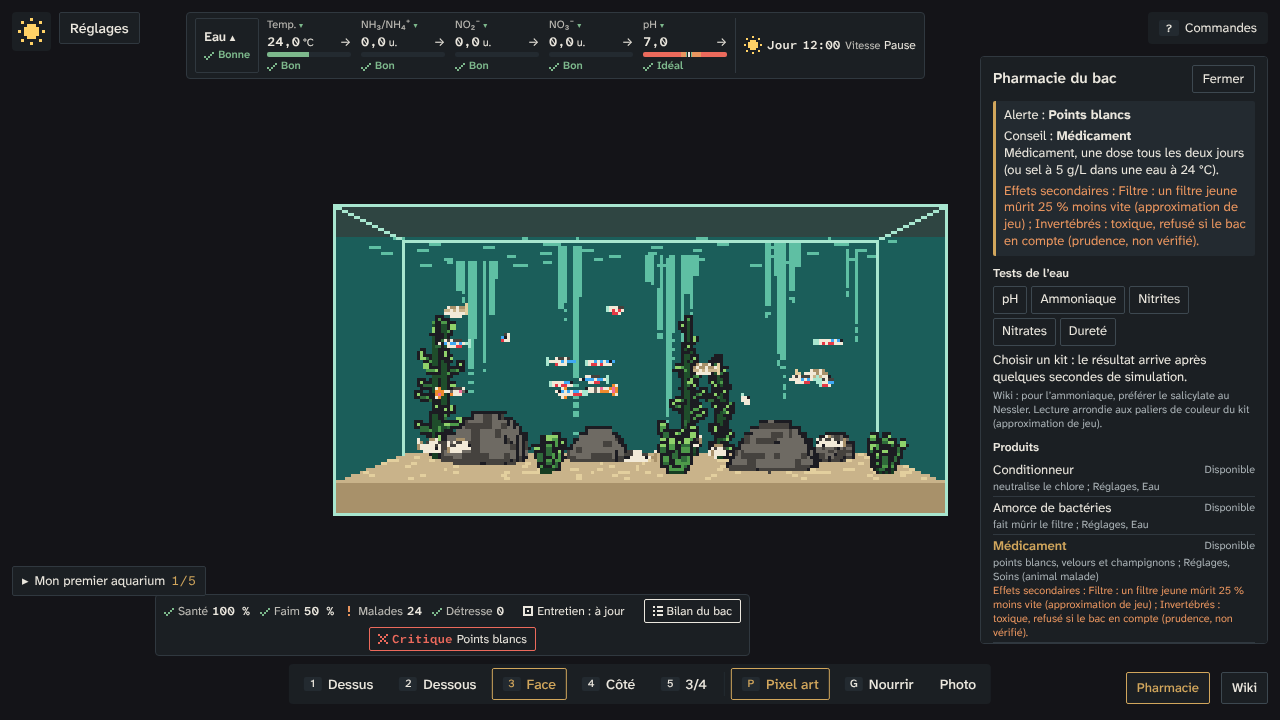 Réglages
Eau ▴
Bonne
Temp. ▾
24,0 °C →
Bon
NH₃/NH₄⁺ ▾
0,0 u. →
Bon
NO₂⁻ ▾
0,0 u. →
Bon
NO₃⁻ ▾
0,0 u. →
Bon
pH ▾
7,0 →
Idéal
Jour 12:00 Vitesse Pause
? Commandes
Pharmacie du bac
Fermer
Alerte : Points blancs
Conseil : Médicament
Médicament, une dose tous les deux jours
(ou sel à 5 g/L dans une eau à 24 °C).
Effets secondaires : Filtre : un filtre jeune
mûrit 25 % moins vite (approximation de
jeu) ; Invertébrés : toxique, refusé si le bac
en compte (prudence, non vérifié).
Tests de l’eau
pH Ammoniaque Nitrites
Nitrates Dureté
Choisir un kit : le résultat arrive après
quelques secondes de simulation.
Wiki : pour l’ammoniaque, préférer le salicylate au
Nessler. Lecture arrondie aux paliers de couleur du kit
(approximation de jeu).
Produits
Conditionneur Disponible
neutralise le chlore ; Réglages, Eau
Amorce de bactéries Disponible
fait mûrir le filtre ; Réglages, Eau
Médicament Disponible
points blancs, velours et champignons ; Réglages,
Soins (animal malade)
Effets secondaires : Filtre : un filtre jeune mûrit 25 %
moins vite (approximation de jeu) ; Invertébrés :
toxique, refusé si le bac en compte (prudence, non
vérifié).
▸ Mon premier aquarium 1/5
Santé 100 % Faim 50 % ! Malades 24 Détresse 0 Entretien : à jour Bilan du bac
Critique Points blancs
1 Dessus 2 Dessous 3 Face 4 Côté 5 3/4 P Pixel art G Nourrir Photo
Pharmacie Wiki